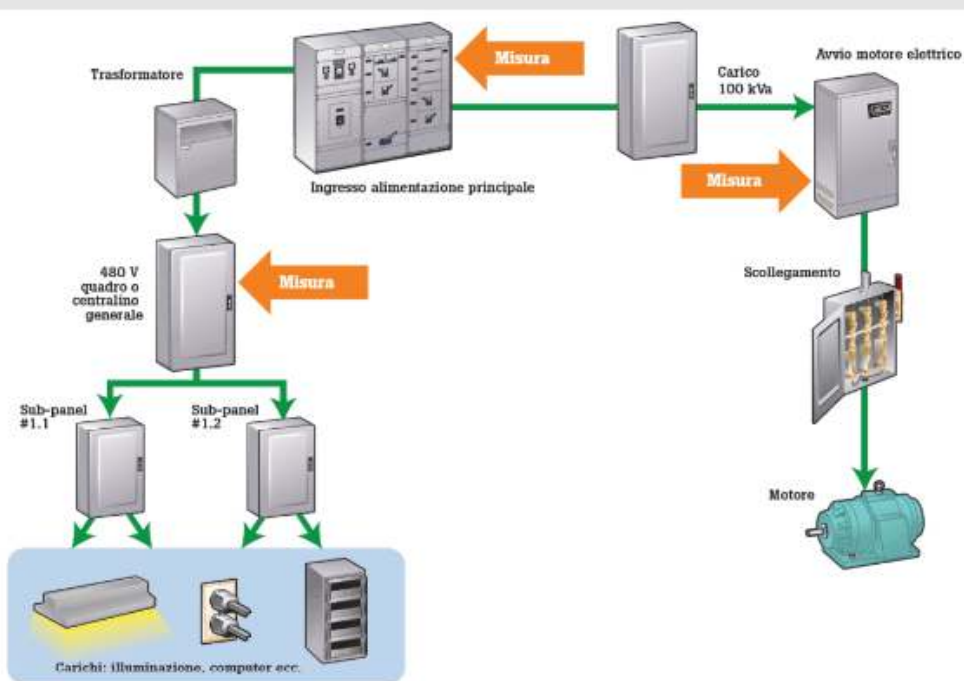 Misura
Trasformatore
Carico
100 kVa
Avvio motore elettrico
Ingresso alimentazione principale
Misura
480 V
quadro o
centralino
generale
Misura
Scollegamento
Sub-panel
#1.1
Sub-panel
#1.2
Motore
Carichi: illuminazione, computer ecc.